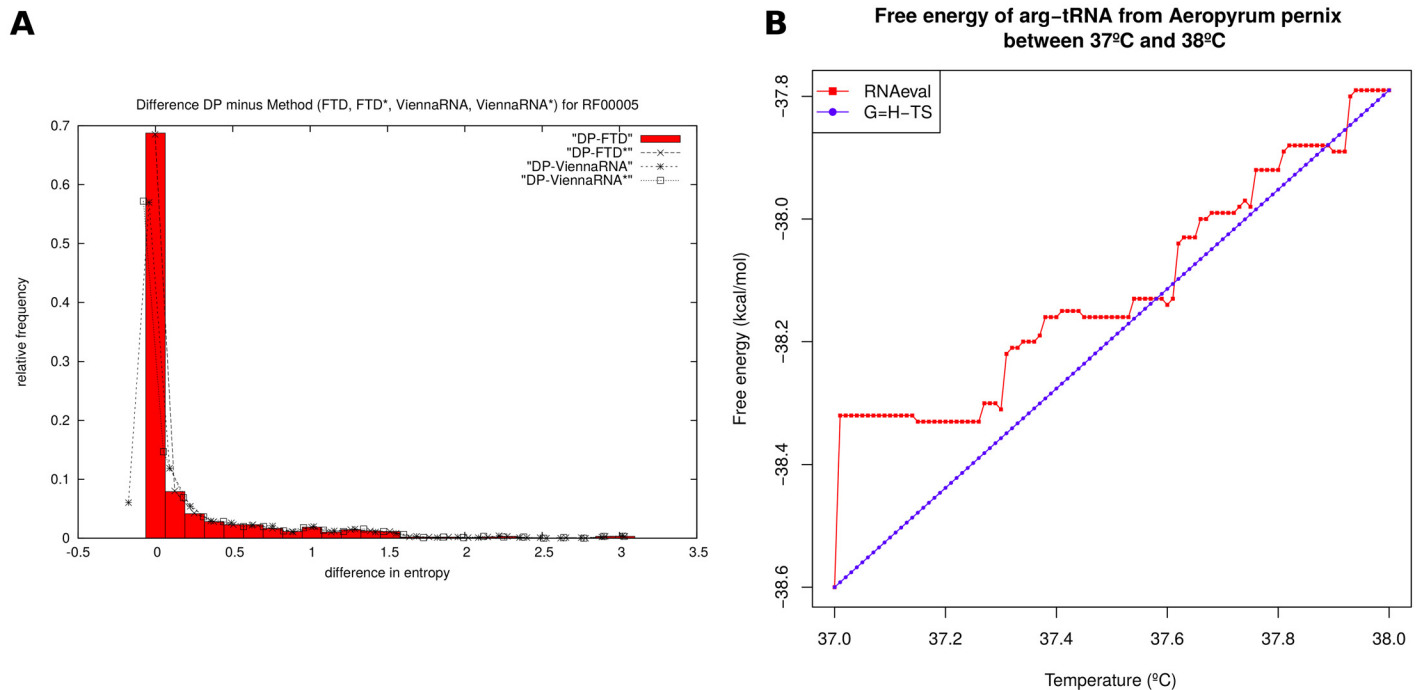 A
Difference DP minus Method (FTD, FTD*, ViennaRNA, ViennaRNA*) for RF00005
"DP-FTD"
"DP-FTD*"
"DP-ViennaRNA"
"DP-ViennaRNA*"
relative frequency
0.7
0.6
0.5
0.4
0.3
0.2
0.1
0
-0.5
0
0.5
1
1.5
2
2.5
3
3.5
difference in entropy
B
Free energy of arg−tRNA from Aeropyrum pernix
between 37ºC and 38ºC
RNAeval
G=H−TS
Free energy (kcal/mol)
−37.8
−38.0
−38.2
−38.4
−38.6
37.0
37.2
37.4
37.6
37.8
38.0
Temperature (ºC)